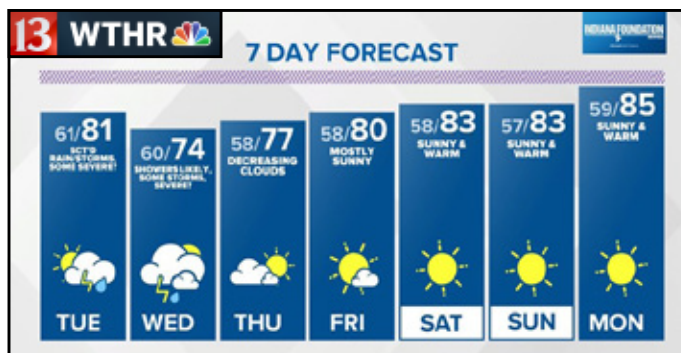 13 WTHR
INDIANA FOUNDATION
7 DAY FORECAST
61/81
SCT'D
RAIN/STORMS,
SOME SEVERE?
TUE
60/74
SHOWERS LIKELY,
SOME STORMS,
SEVERE?
WED
58/77
DECREASING
CLOUDS
THU
58/80
MOSTLY
SUNNY
FRI
58/83
SUNNY &
WARM
SAT
57/83
SUNNY &
WARM
SUN
59/85
SUNNY &
WARM
MON